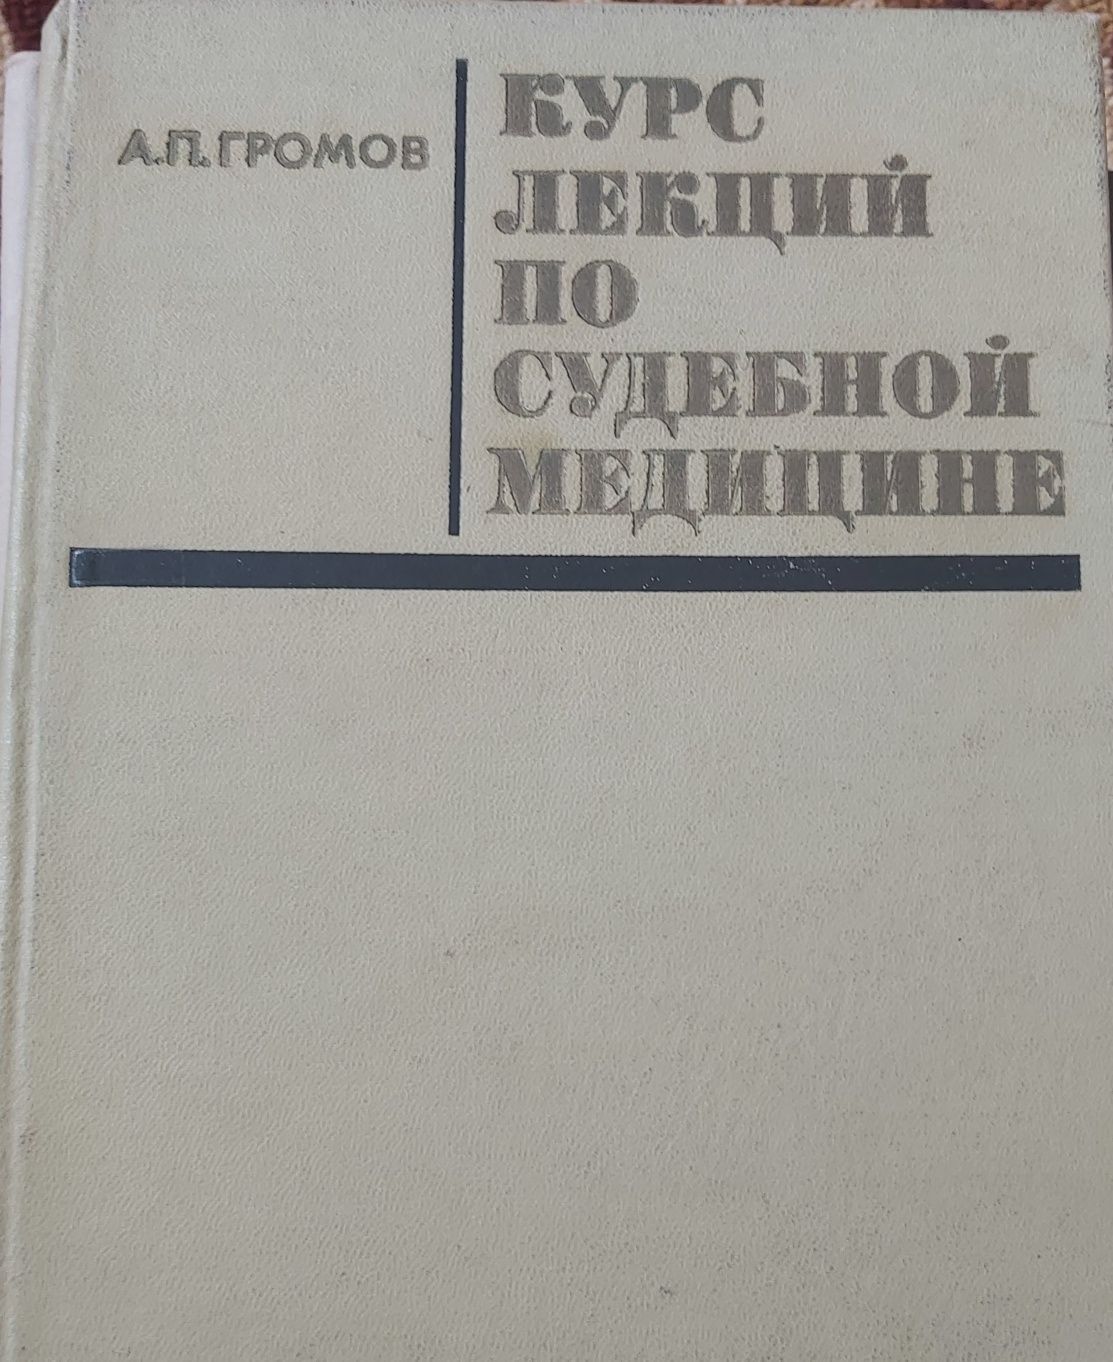 А.П.ГРОМОВ
КУРС
ЛЕКЦИЙ
ПО
СУДЕБНОЙ
МЕДИЦИНЕ